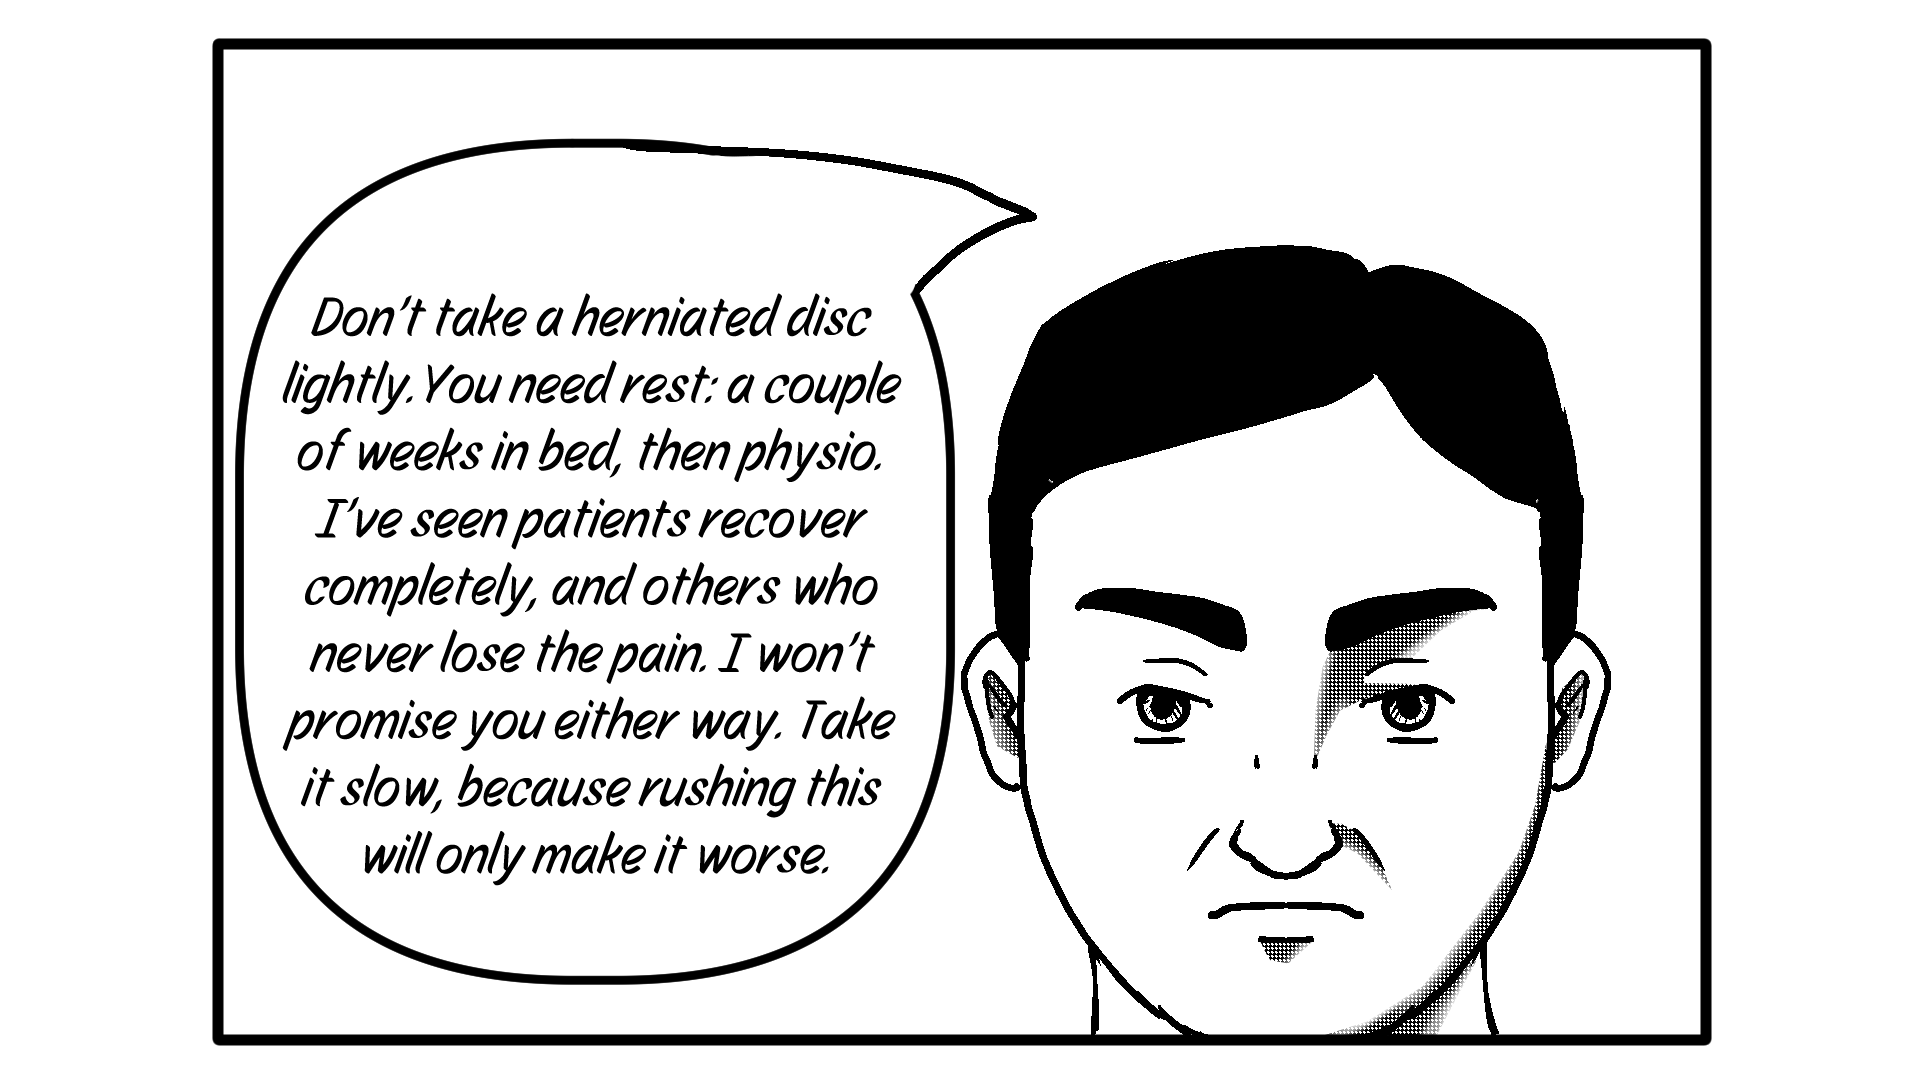 Don't take a herniated disc
lightly. You need rest: a couple
of weeks in bed, then physio.
I've seen patients recover
completely, and others who
never lose the pain. I won't
promise you either way. Take
it slow, because rushing this
will only make it worse.